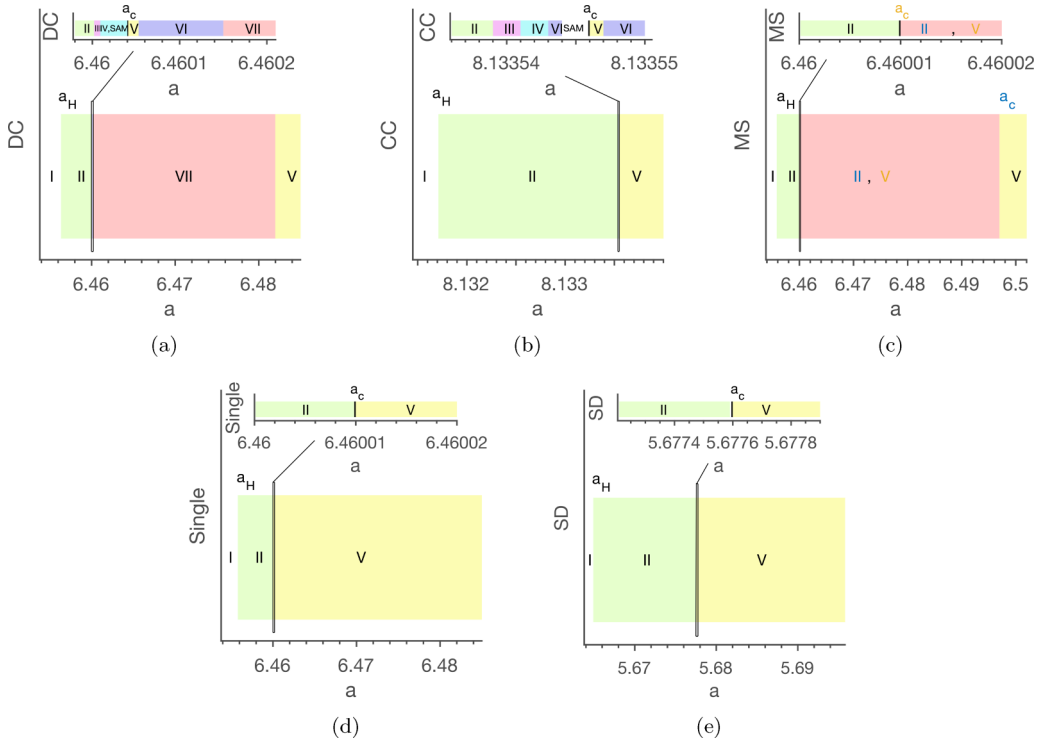 DC
a_c
II III IV,SAM V VI VII
6.46 6.4601 6.4602
a
DC
a_H
I II VII V
6.46 6.47 6.48
a
(a)
CC
a_c
II III IV VI SAM V VI
8.13354 8.13355
a
CC
a_H
I II V
8.132 8.133
a
(b)
MS
a_c
II II , V
6.46 6.46001 6.46002
a
MS
a_H a_c
I II II , V V
6.46 6.47 6.48 6.49 6.5
a
(c)
Single
a_c
II V
6.46 6.46001 6.46002
a
Single
a_H
I II V
6.46 6.47 6.48
a
(d)
SD
a_c
II V
5.6774 5.6776 5.6778
a
SD
a_H
I II V
5.67 5.68 5.69
a
(e)